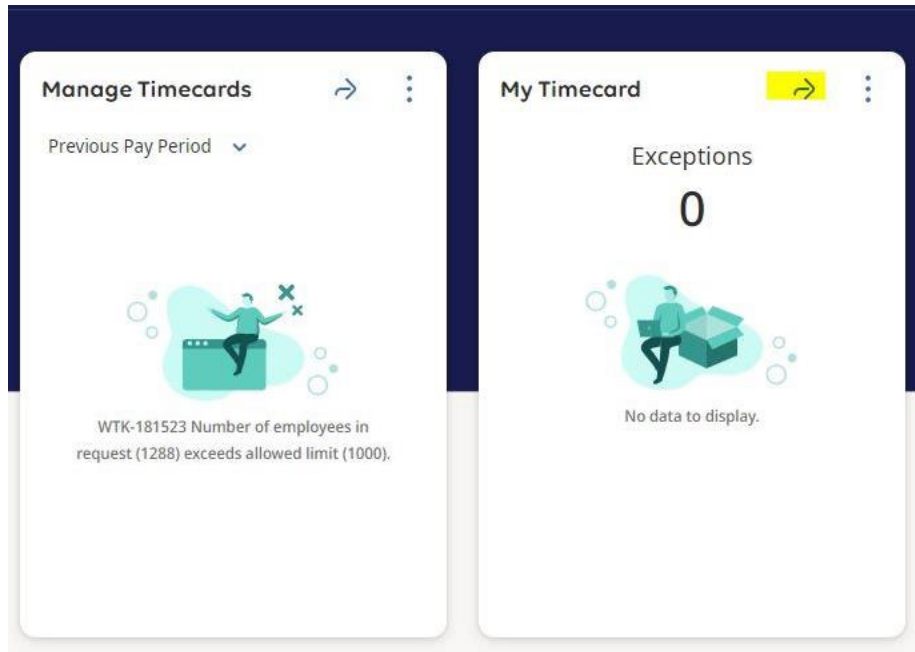 Manage Timecards
Previous Pay Period
WTK-181523 Number of employees in
request (1288) exceeds allowed limit (1000).
My Timecard
Exceptions
0
No data to display.